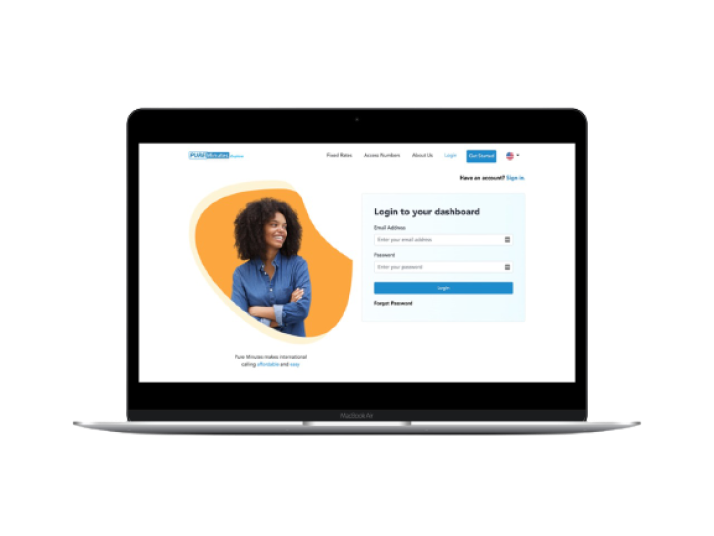 PURE Minutes
Fixed Rates Access Numbers About Us Login Get Started
Have an account? Sign in.
Login to your dashboard
Email Address
Enter your email address
Password
Enter your password
Login
Forgot Password
Pure Minutes makes international
calling affordable and easy
MacBook Air